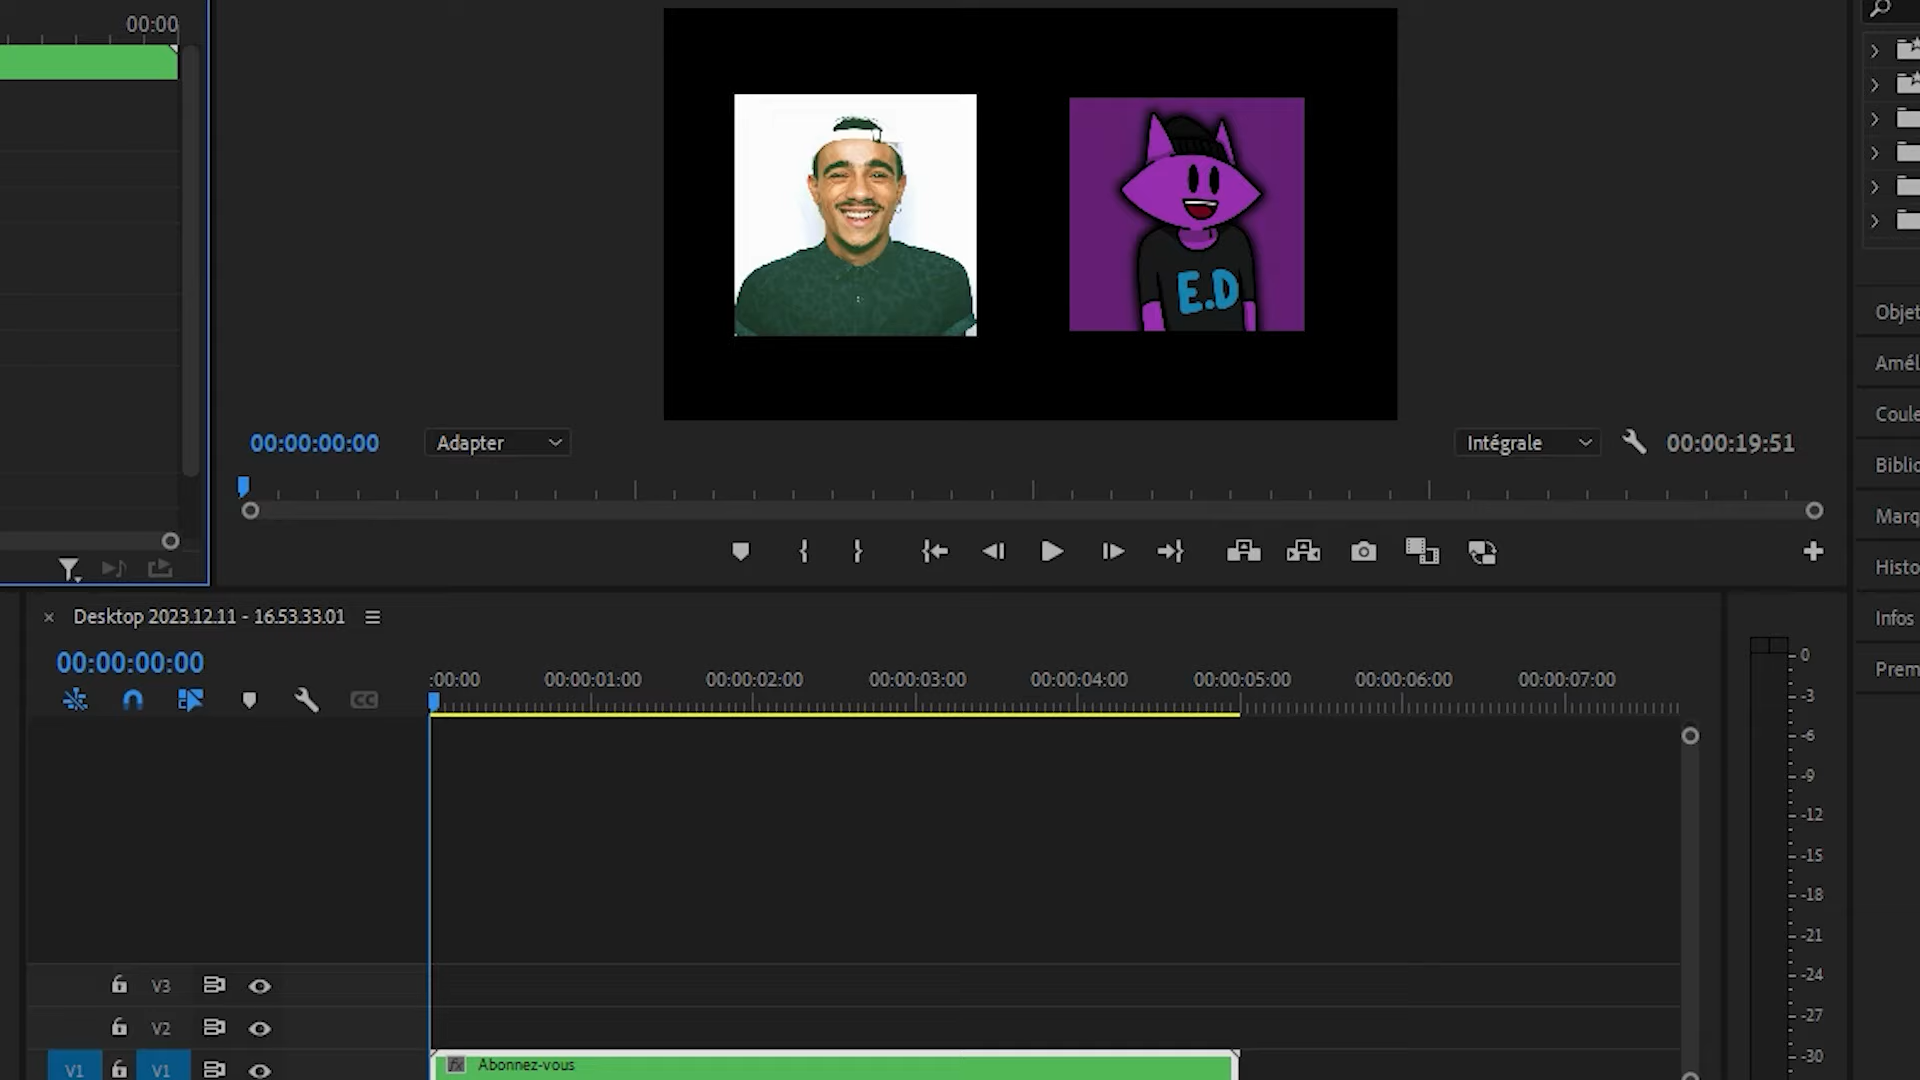 00:00
E.D
00:00:00:00
Adapter
Intégrale
00:00:19:51
Objet
Amél
Coule
Biblio
Marq
Histo
Infos
Prem
Desktop 2023.12.11 - 16.53.33.01
00:00:00:00
:00:00
00:00:01:00
00:00:02:00
00:00:03:00
00:00:04:00
00:00:05:00
00:00:06:00
00:00:07:00
CC
0
-3
-6
-9
-12
-15
-18
-21
-24
-27
-30
V3
V2
V1
V1
fx
Abonnez-vous